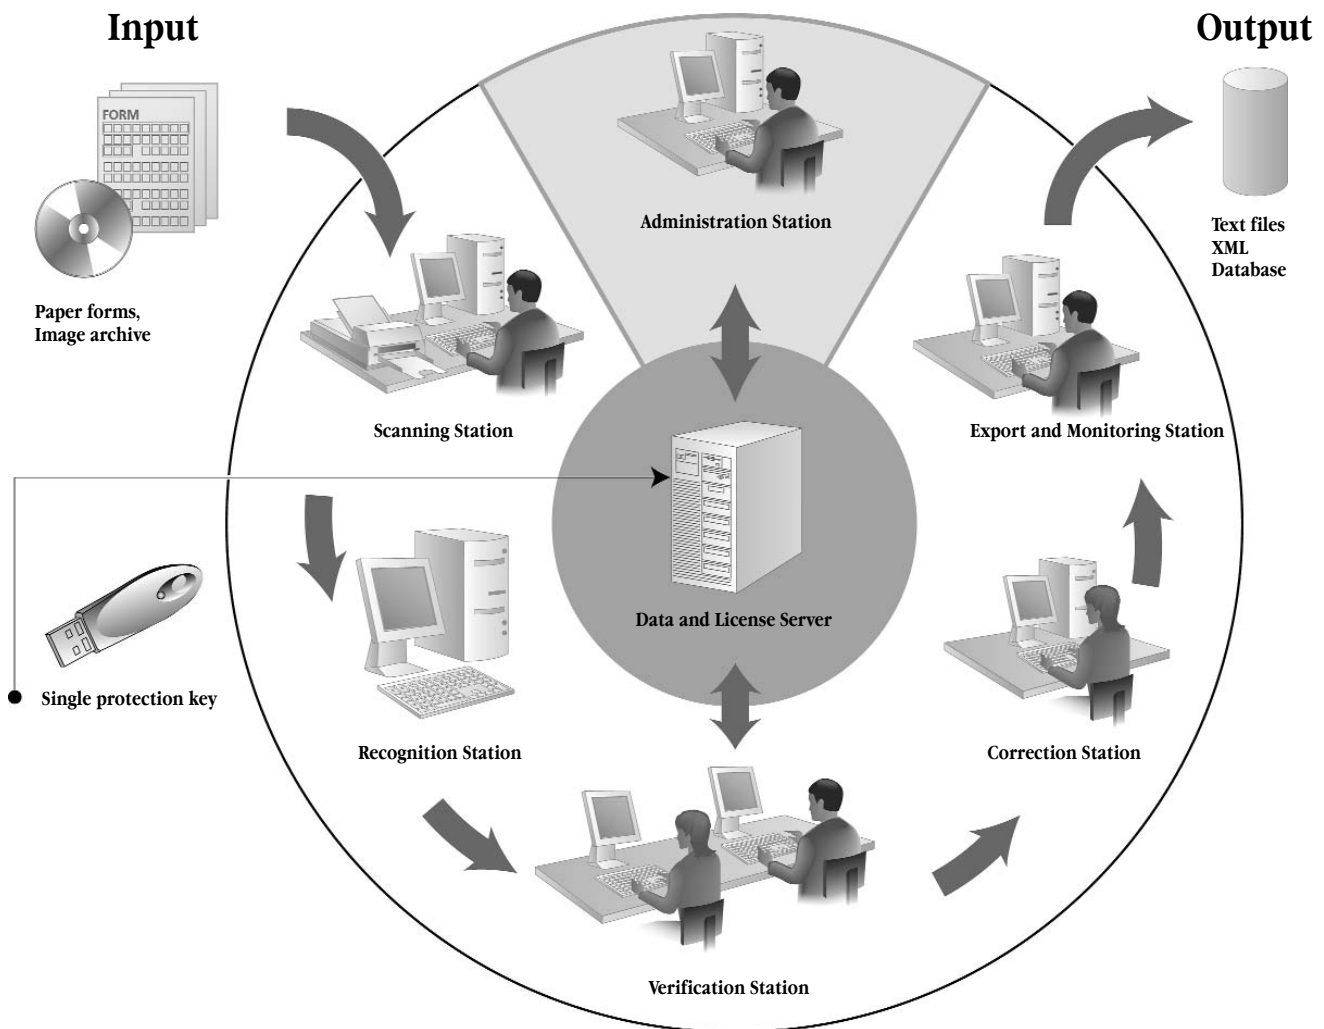 Input
Output
FORM
Administration Station
Text files
XML
Database
Paper forms,
Image archive
Scanning Station
Export and Monitoring Station
Data and License Server
Single protection key
Recognition Station
Correction Station
Verification Station